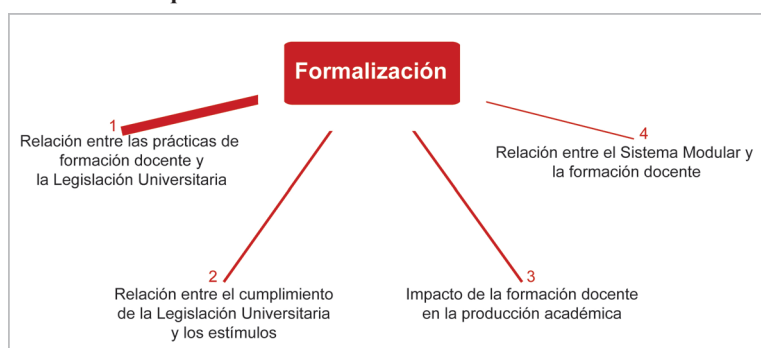 Formalización
1
Relación entre las prácticas de
formación docente y
la Legislación Universitaria
2
Relación entre el cumplimiento
de la Legislación Universitaria
y los estímulos
3
Impacto de la formación docente
en la producción académica
4
Relación entre el Sistema Modular y
la formación docente